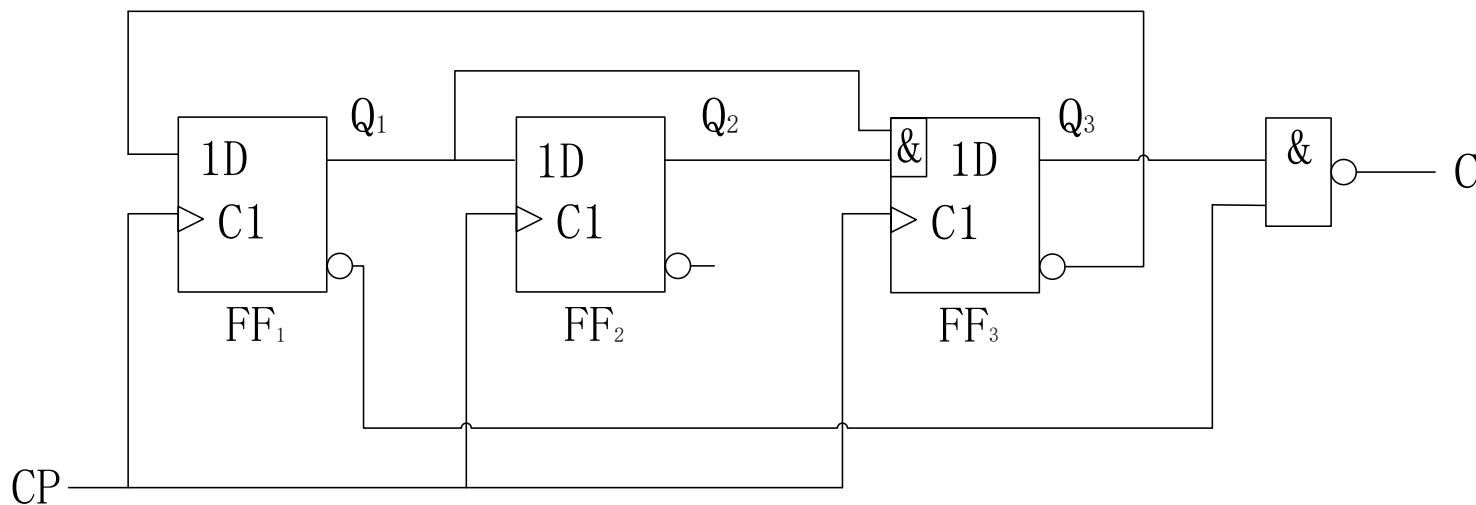 Q₁ Q₂ Q₃
1D 1D & 1D & C
C1 C1 C1
FF₁ FF₂ FF₃
CP